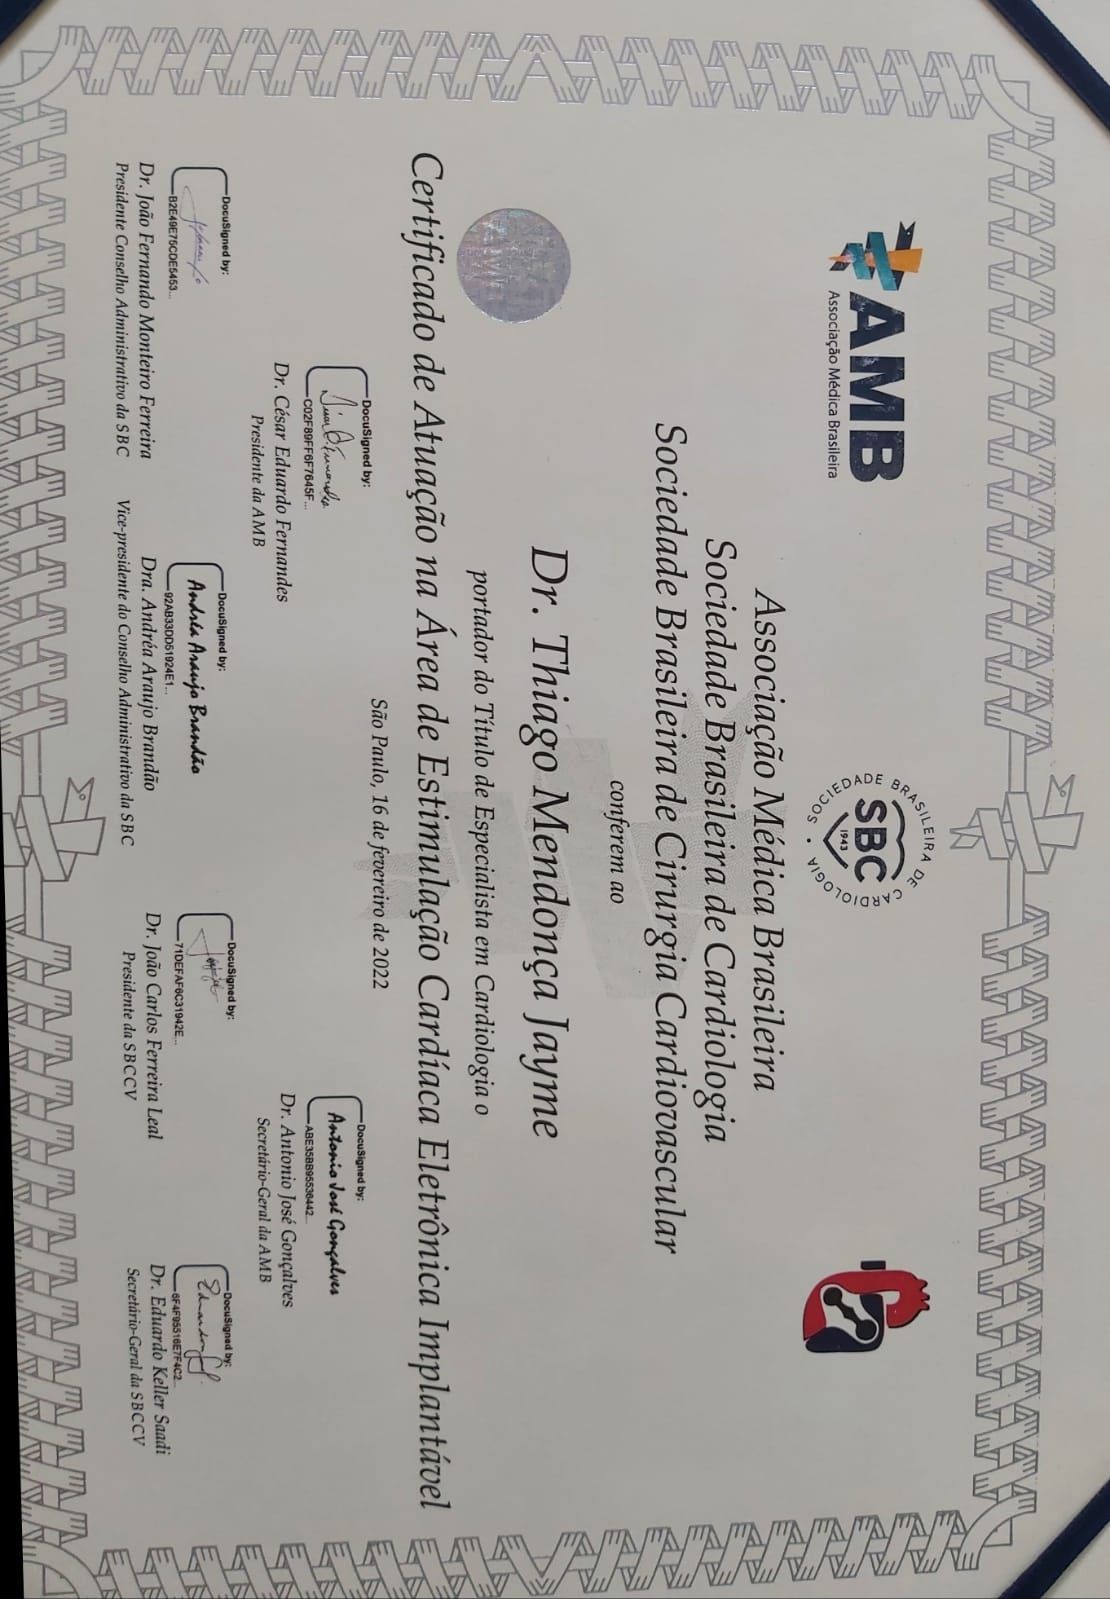 AMB
Associação Médica Brasileira
SOCIEDADE BRASILEIRA DE CARDIOLOGIA
SBC
1943
Associação Médica Brasileira
Sociedade Brasileira de Cardiologia
Sociedade Brasileira de Cirurgia Cardiovascular
conferem ao
Dr. Thiago Mendonça Jayme
portador do Título de Especialista em Cardiologia o
Certificado de Atuação na Área de Estimulação Cardíaca Eletrônica Implantável
São Paulo, 16 de fevereiro de 2022
DocuSigned by:
C02F89FF6F7645F...
Dr. César Eduardo Fernandes
Presidente da AMB
DocuSigned by:
Antonio José Gonçalves
ABE35BB95536442...
Dr. Antonio José Gonçalves
Secretário-Geral da AMB
DocuSigned by:
B2E49E75CDE5453...
Dr. João Fernando Monteiro Ferreira
Presidente Conselho Administrativo da SBC
DocuSigned by:
Andréa Araujo Brandão
92AB33DD51924E1...
Dra. Andréa Araujo Brandão
Vice-presidente do Conselho Administrativo da SBC
DocuSigned by:
71DEFAF6C31942E...
Dr. João Carlos Ferreira Leal
Presidente da SBCCV
DocuSigned by:
6F4F95516E7F4C2...
Dr. Eduardo Keller Saadi
Secretário-Geral da SBCCV